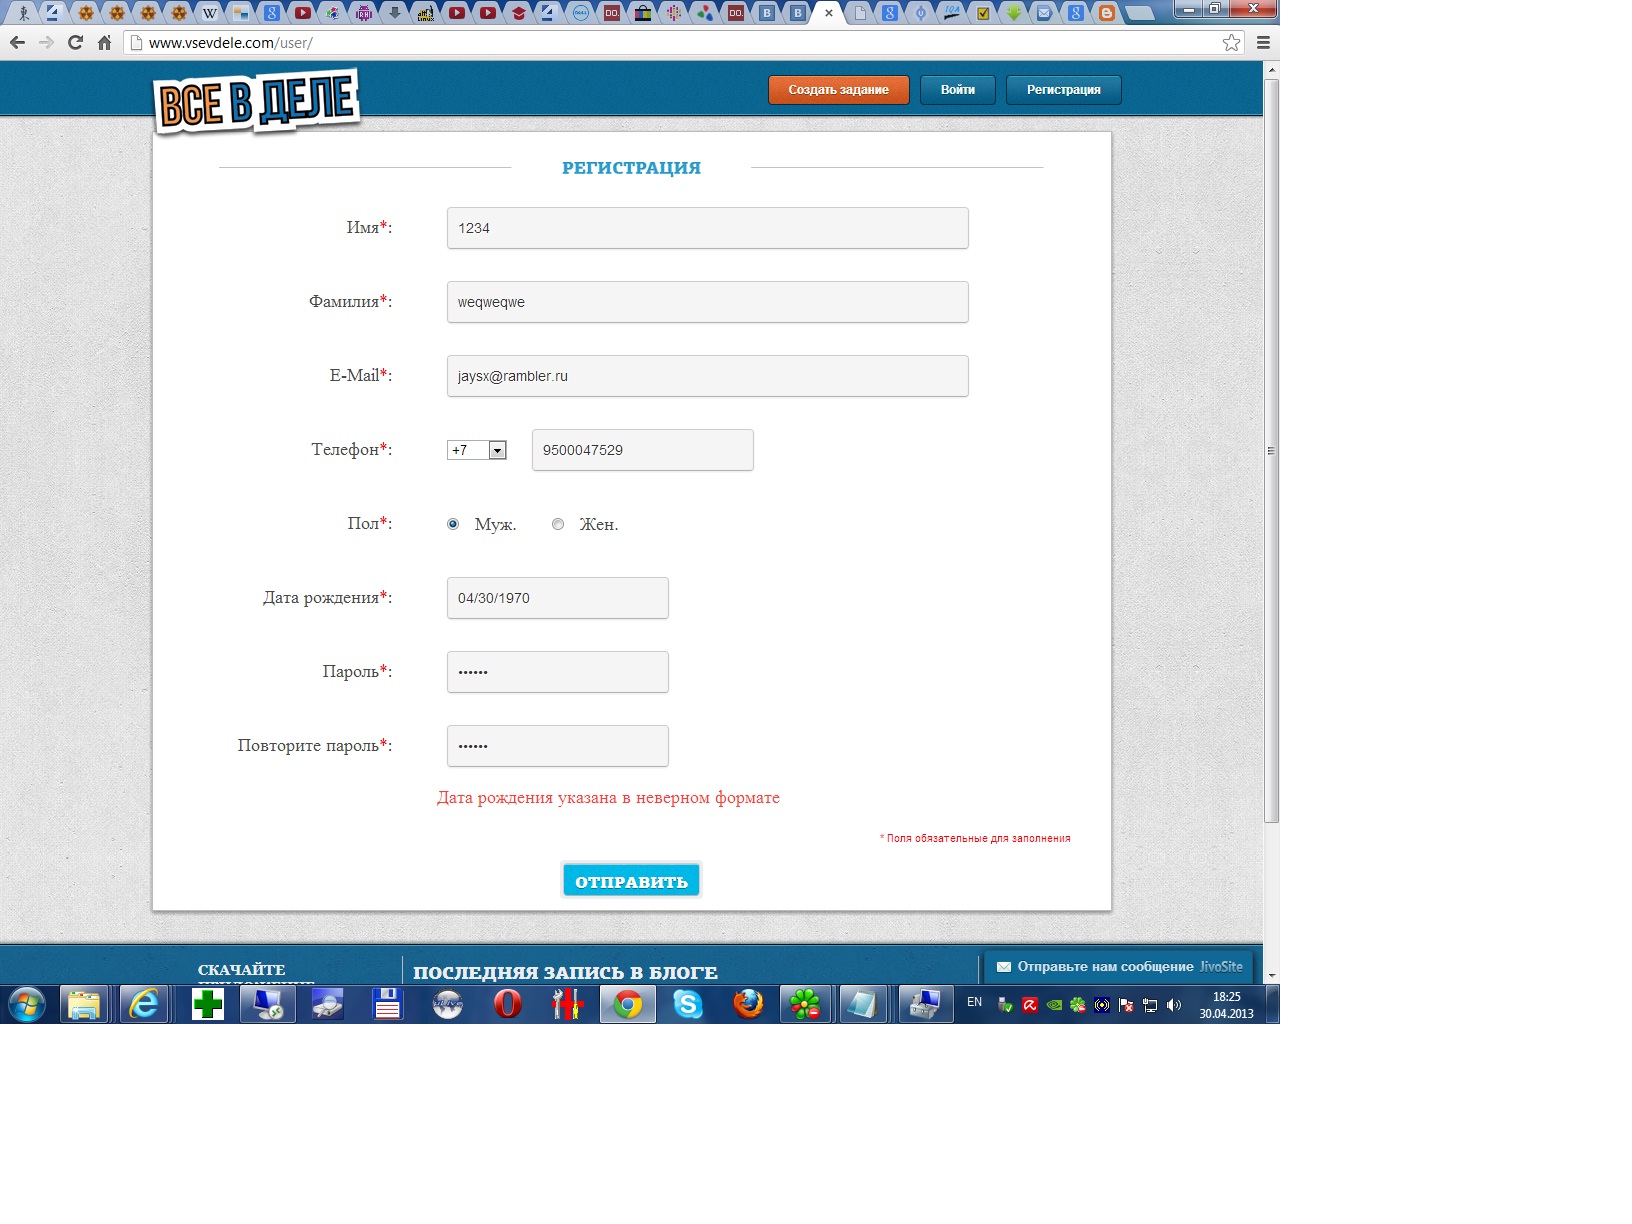 www.vsevdele.com/user/
ВСЕ В ДЕЛЕ
Создать задание
Войти
Регистрация
РЕГИСТРАЦИЯ
Имя*:
1234
Фамилия*:
weqweqwe
E-Mail*:
jaysx@rambler.ru
Телефон*:
+7
9500047529
Пол*:
Муж.
Жен.
Дата рождения*:
04/30/1970
Пароль*:
••••••
Повторите пароль*:
••••••
Дата рождения указана в неверном формате
* Поля обязательные для заполнения
ОТПРАВИТЬ
СКАЧАЙТЕ
ПОСЛЕДНЯЯ ЗАПИСЬ В БЛОГЕ
Отправьте нам сообщение JivoSite
EN
18:25
30.04.2013